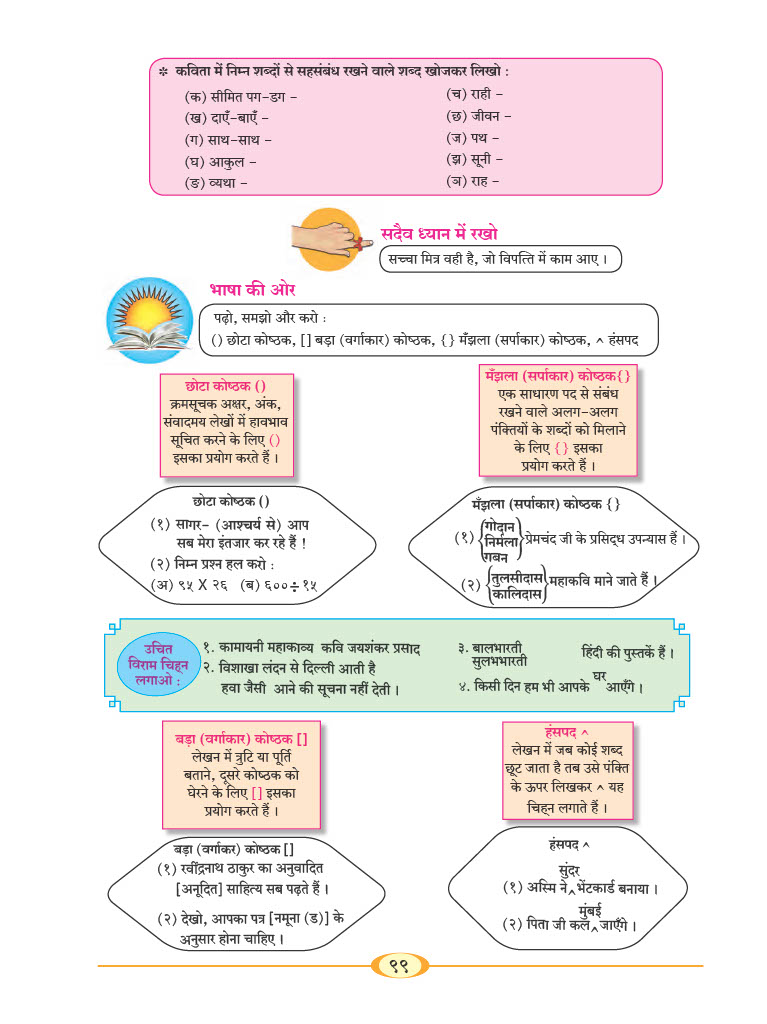 ❊ कविता में निम्न शब्दों से सहसंबंध रखने वाले शब्द खोजकर लिखो :
(क) सीमित पग-डग -
(ख) दाएँ-बाएँ -
(ग) साथ-साथ -
(घ) आकुल -
(ङ) व्यथा -
(च) राही -
(छ) जीवन -
(ज) पथ -
(झ) सूनी -
(ञ) राह -
सदैव ध्यान में रखो
सच्चा मित्र वही है, जो विपत्ति में काम आए ।
भाषा की ओर
पढ़ो, समझो और करो :
() छोटा कोष्ठक, [] बड़ा (वर्गाकार) कोष्ठक, {} मँझला (सर्पाकार) कोष्ठक, ^ हंसपद
छोटा कोष्ठक ()
क्रमसूचक अक्षर, अंक,
संवादमय लेखों में हावभाव
सूचित करने के लिए ()
इसका प्रयोग करते हैं ।
मँझला (सर्पाकार) कोष्ठक{}
एक साधारण पद से संबंध
रखने वाले अलग-अलग
पंक्तियों के शब्दों को मिलाने
के लिए {} इसका
प्रयोग करते हैं ।
छोटा कोष्ठक ()
(१) सागर- (आश्चर्य से) आप
सब मेरा इंतजार कर रहे हैं !
(२) निम्न प्रश्न हल करो :
(अ) ९५ X २६ (ब) ६००÷१५
मँझला (सर्पाकार) कोष्ठक {}
(१) {गोदान
निर्मला
गबन} प्रेमचंद जी के प्रसिद्ध उपन्यास हैं ।
(२) {तुलसीदास
कालिदास} महाकवि माने जाते हैं ।
उचित
विराम चिह्न
लगाओ :
१. कामायनी महाकाव्य कवि जयशंकर प्रसाद
२. विशाखा लंदन से दिल्ली आती है
हवा जैसी आने की सूचना नहीं देती ।
३. बालभारती
सुलभभारती
हिंदी की पुस्तकें हैं ।
घर
४. किसी दिन हम भी आपके आएँगे ।
बड़ा (वर्गाकार) कोष्ठक []
लेखन में त्रुटि या पूर्ति
बताने, दूसरे कोष्ठक को
घेरने के लिए [] इसका
प्रयोग करते हैं ।
हंसपद ^
लेखन में जब कोई शब्द
छूट जाता है तब उसे पंक्ति
के ऊपर लिखकर ^ यह
चिह्न लगाते हैं ।
बड़ा (वर्गाकर) कोष्ठक []
(१) रवींद्रनाथ ठाकुर का अनुवादित
[अनूदित] साहित्य सब पढ़ते हैं ।
(२) देखो, आपका पत्र [नमूना (ड)] के
अनुसार होना चाहिए ।
हंसपद ^
सुंदर
(१) अस्मि ने^भेंटकार्ड बनाया ।
मुंबई
(२) पिता जी कल^जाएँगे ।
९९